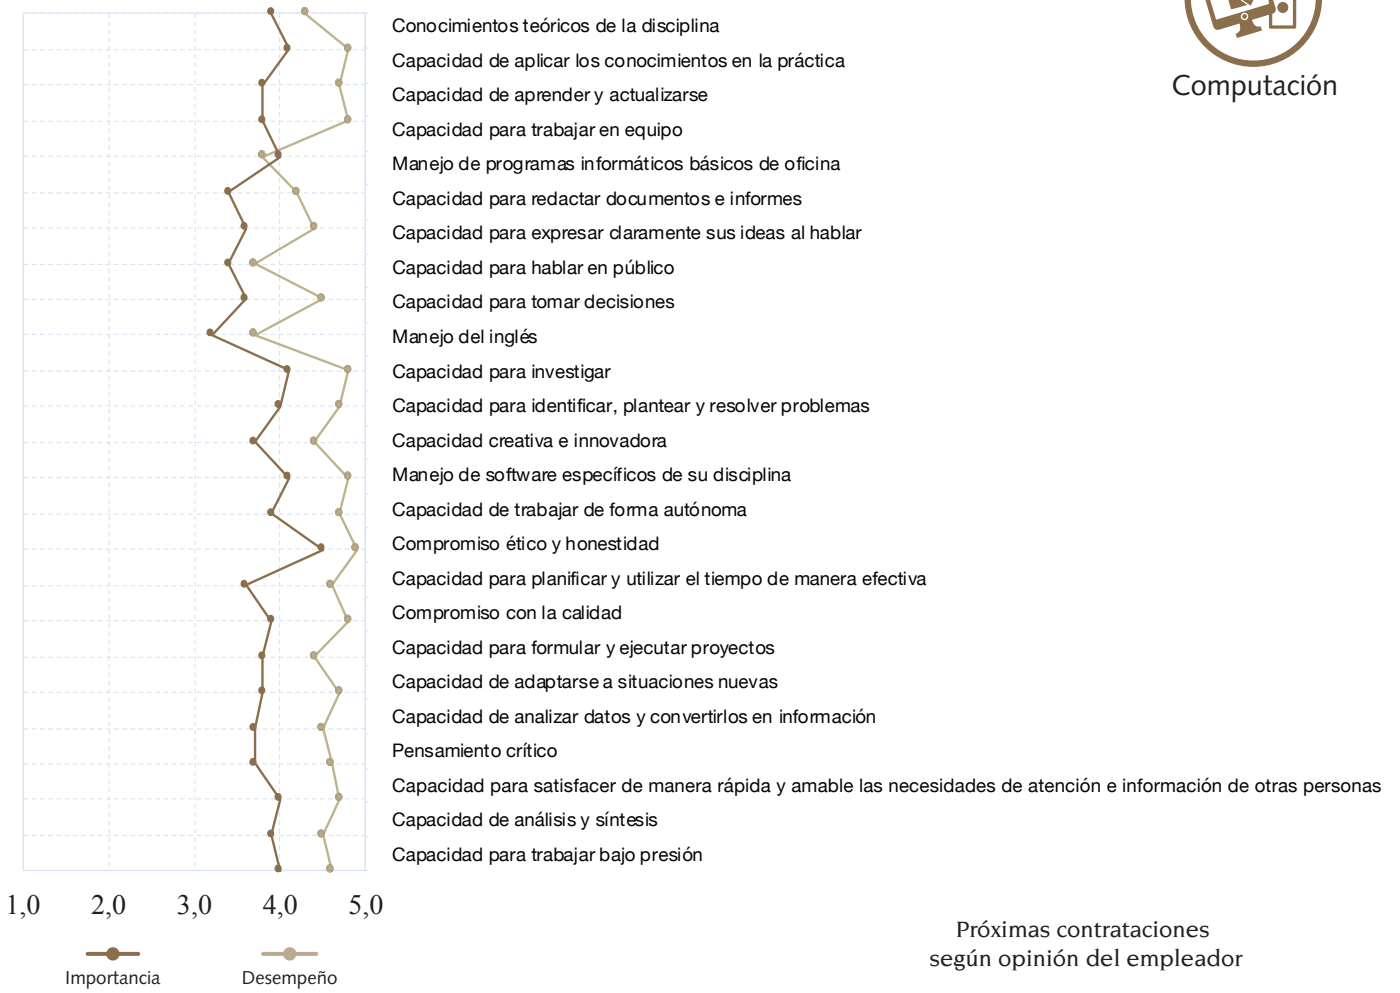 Conocimientos teóricos de la disciplina
Capacidad de aplicar los conocimientos en la práctica
Capacidad de aprender y actualizarse
Capacidad para trabajar en equipo
Manejo de programas informáticos básicos de oficina
Capacidad para redactar documentos e informes
Capacidad para expresar claramente sus ideas al hablar
Capacidad para hablar en público
Capacidad para tomar decisiones
Manejo del inglés
Capacidad para investigar
Capacidad para identificar, plantear y resolver problemas
Capacidad creativa e innovadora
Manejo de software específicos de su disciplina
Capacidad de trabajar de forma autónoma
Compromiso ético y honestidad
Capacidad para planificar y utilizar el tiempo de manera efectiva
Compromiso con la calidad
Capacidad para formular y ejecutar proyectos
Capacidad de adaptarse a situaciones nuevas
Capacidad de analizar datos y convertirlos en información
Pensamiento crítico
Capacidad para satisfacer de manera rápida y amable las necesidades de atención e información de otras personas
Capacidad de análisis y síntesis
Capacidad para trabajar bajo presión
1,0 2,0 3,0 4,0 5,0
Importancia Desempeño
Computación
Próximas contrataciones
según opinión del empleador